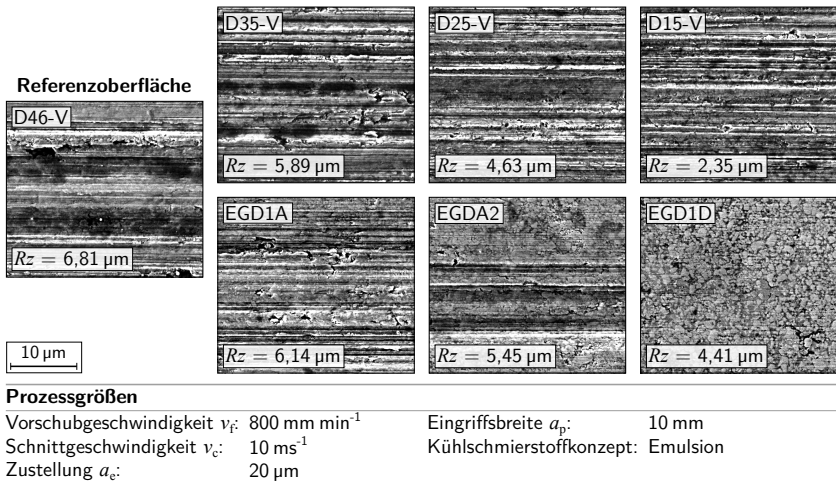 D35-V
D25-V
D15-V
Rz = 5,89 µm
Rz = 4,63 µm
Rz = 2,35 µm
Referenzoberfläche
D46-V
Rz = 6,81 µm
EGD1A
EGDA2
EGD1D
Rz = 6,14 µm
Rz = 5,45 µm
Rz = 4,41 µm
10 µm
Prozessgrößen
Vorschubgeschwindigkeit vf: 800 mm min-1 Eingriffsbreite ap: 10 mm
Schnittgeschwindigkeit vc: 10 ms-1 Kühlschmierstoffkonzept: Emulsion
Zustellung ae: 20 µm